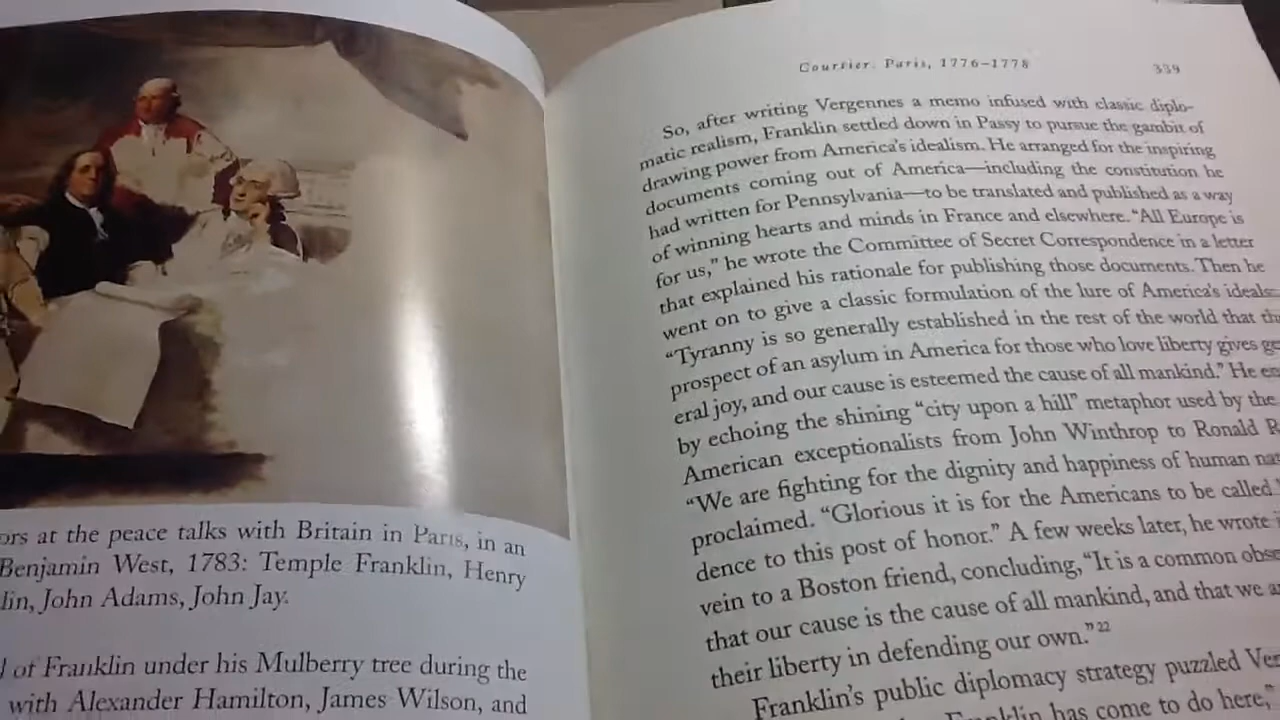 ors at the peace talks with Britain in Paris, in an
Benjamin West, 1783: Temple Franklin, Henry
lin, John Adams, John Jay.
of Franklin under his Mulberry tree during the
with Alexander Hamilton, James Wilson, and
Courtier: Paris, 1776–1778 339
So, after writing Vergennes a memo infused with classic diplo-
matic realism, Franklin settled down in Passy to pursue the gambit of
drawing power from America's idealism. He arranged for the inspiring
documents coming out of America—including the constitution he
had written for Pennsylvania—to be translated and published as a way
of winning hearts and minds in France and elsewhere. "All Europe is
for us," he wrote the Committee of Secret Correspondence in a letter
that explained his rationale for publishing those documents. Then he
went on to give a classic formulation of the lure of America's ideals:
"Tyranny is so generally established in the rest of the world that th
prospect of an asylum in America for those who love liberty gives ge
eral joy, and our cause is esteemed the cause of all mankind." He en
by echoing the shining "city upon a hill" metaphor used by the
American exceptionalists from John Winthrop to Ronald R
"We are fighting for the dignity and happiness of human na
proclaimed. "Glorious it is for the Americans to be called
dence to this post of honor." A few weeks later, he wrote i
vein to a Boston friend, concluding, "It is a common obse
that our cause is the cause of all mankind, and that we a
their liberty in defending our own."22
Franklin's public diplomacy strategy puzzled Ver
Franklin has come to do here,"